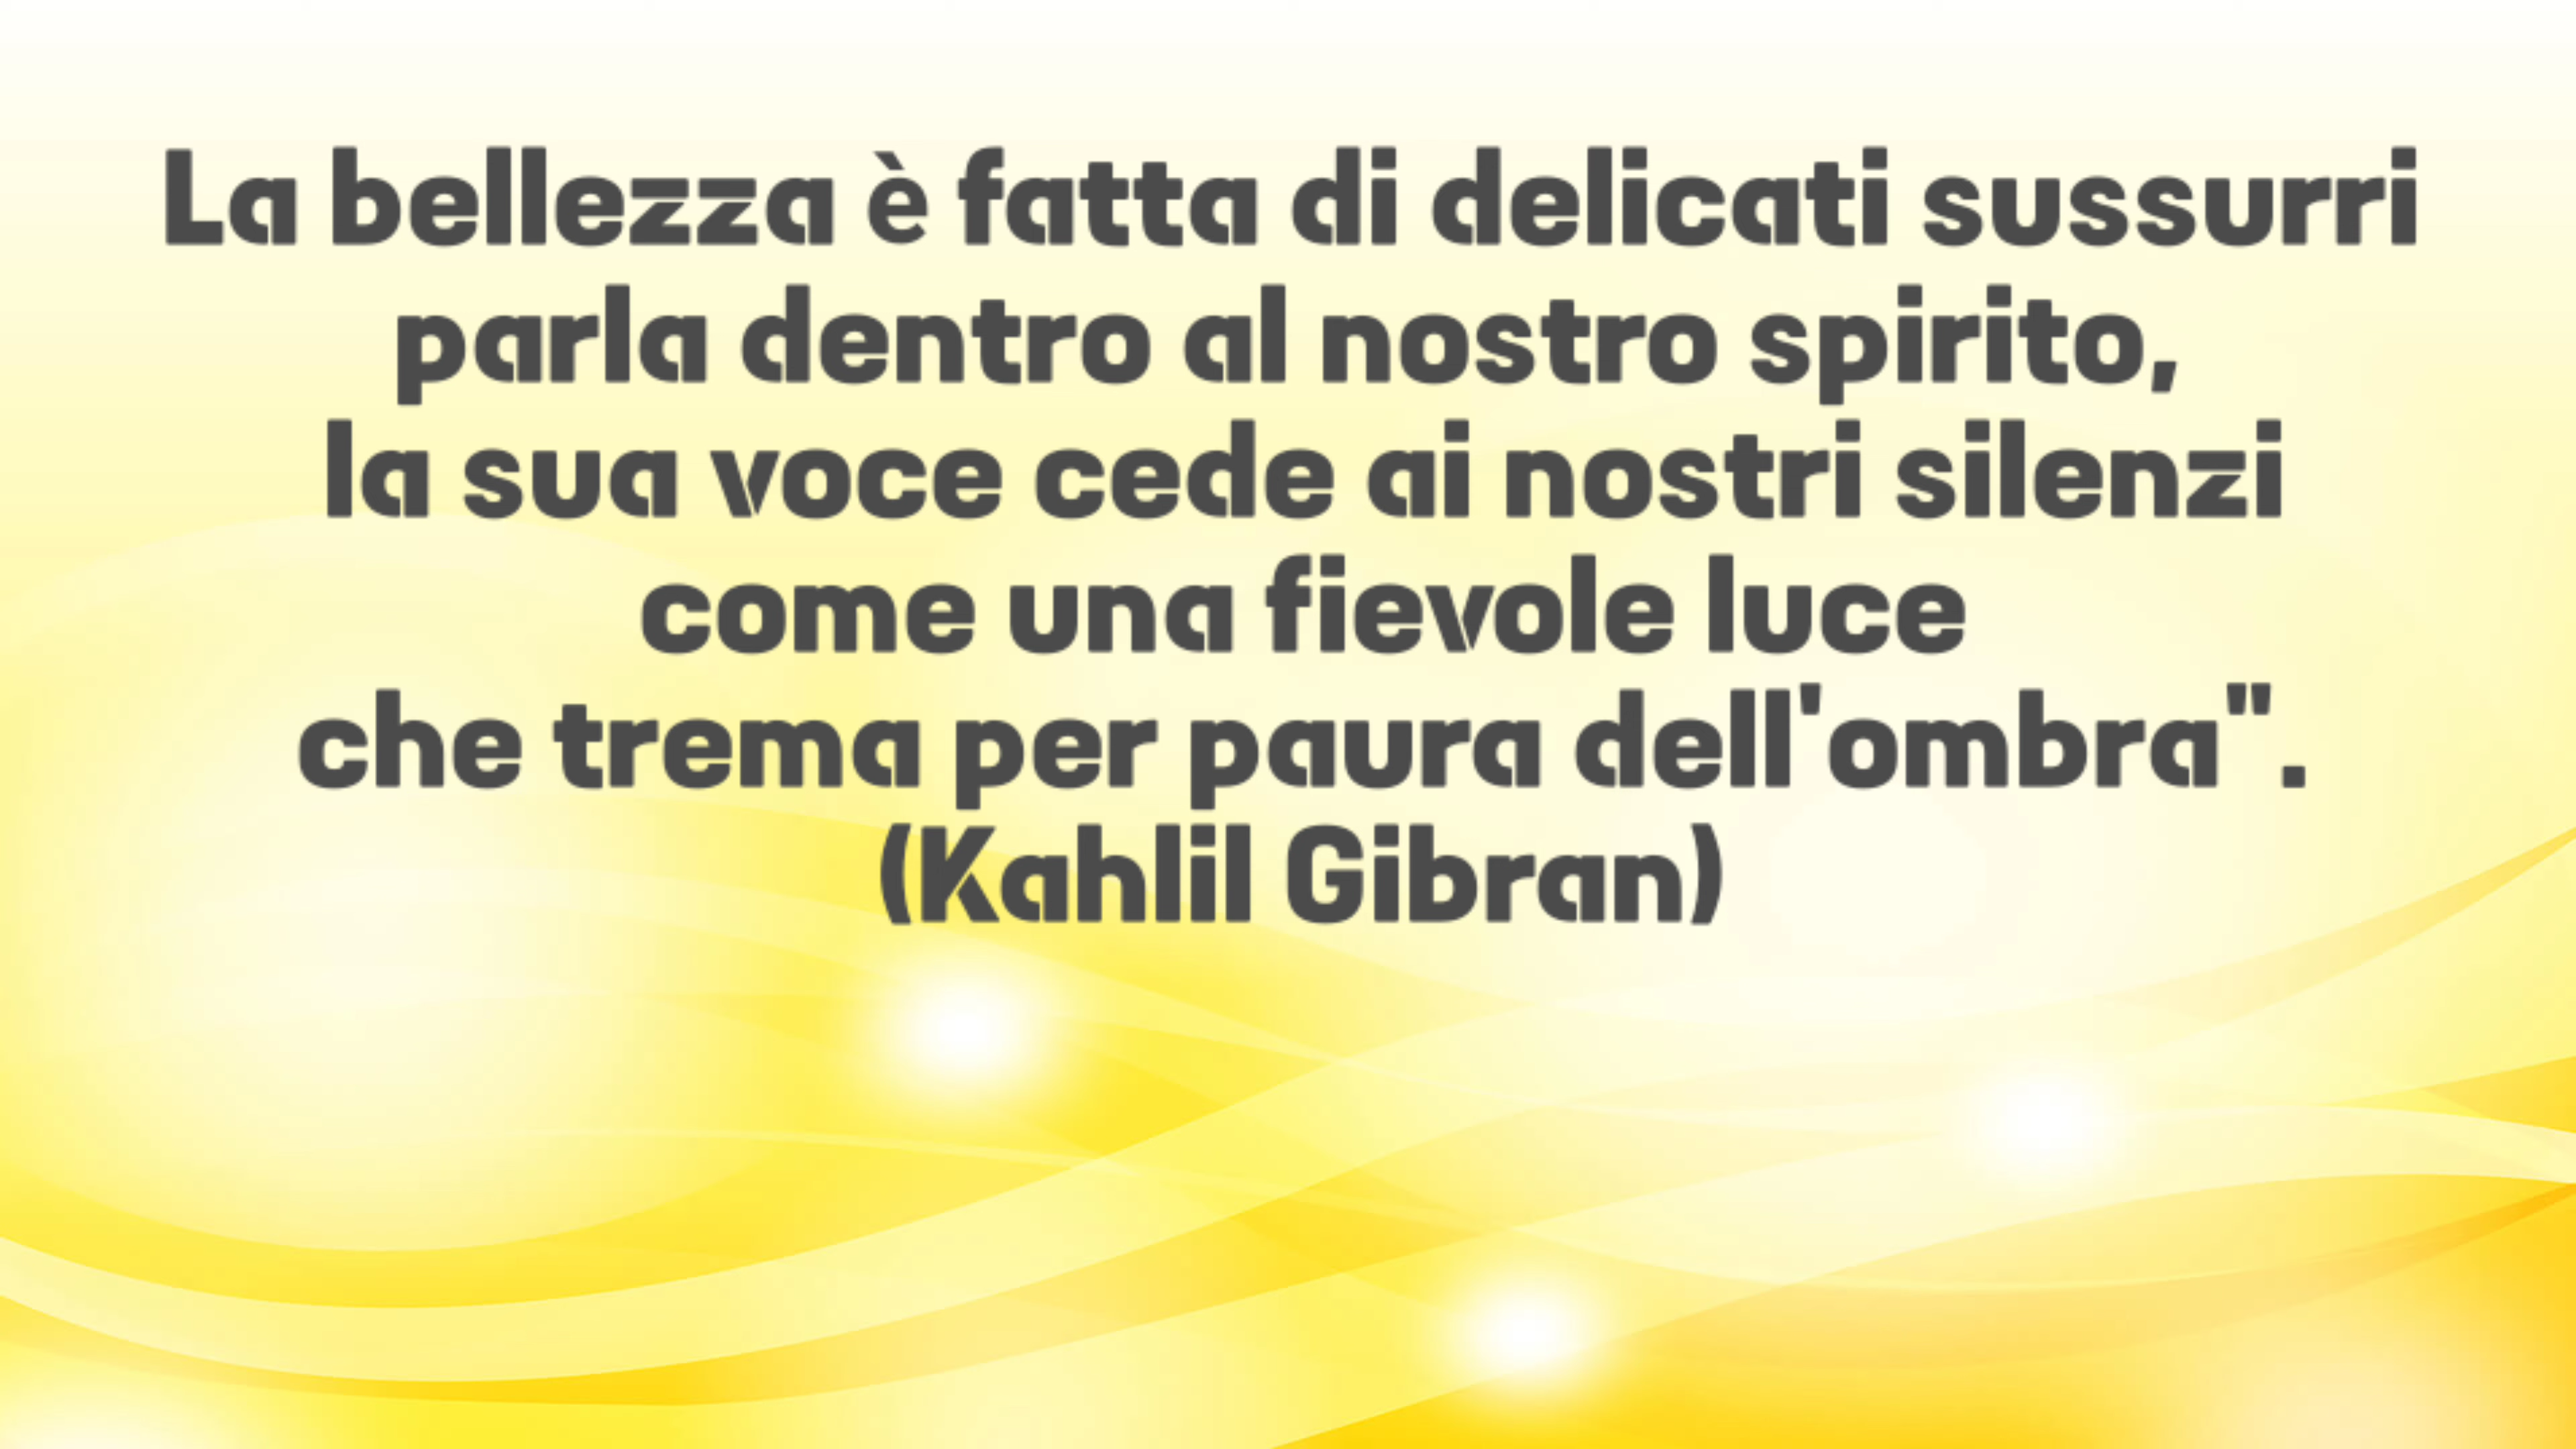 La bellezza è fatta di delicati sussurri
parla dentro al nostro spirito,
la sua voce cede ai nostri silenzi
come una fievole luce
che trema per paura dell'ombra".
(Kahlil Gibran)